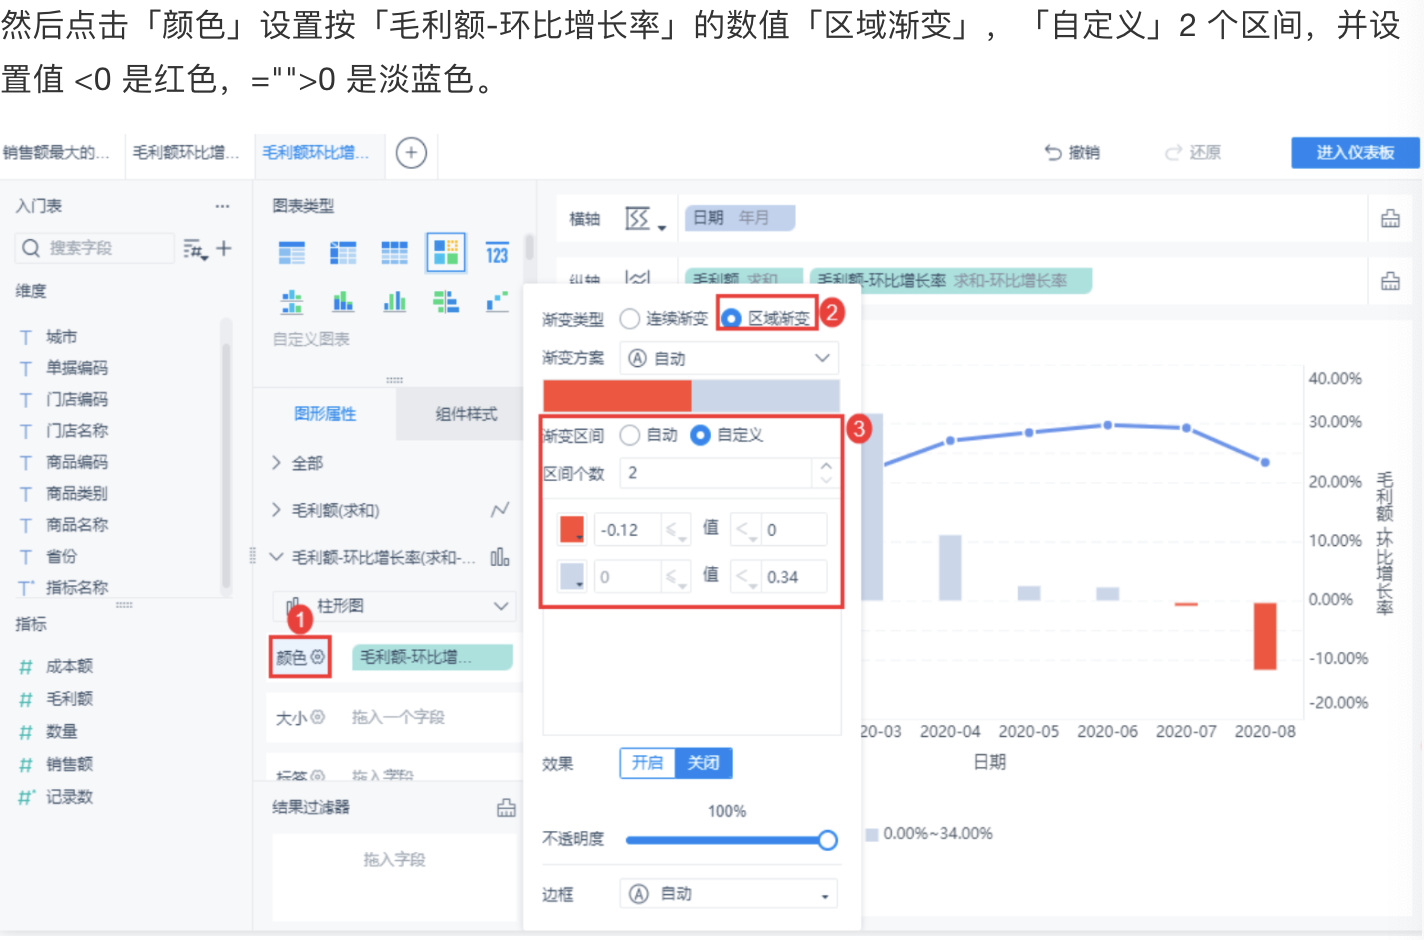 然后点击「颜色」设置按「毛利额-环比增长率」的数值「区域渐变」，「自定义」2 个区间，并设
置值 <0 是红色，="">0 是淡蓝色。
销售额最大的...
毛利额环比增...
毛利额环比增...
撤销
还原
进入仪表板
入门表
搜索字段
维度
T 城市
T 单据编码
T 门店编码
T 门店名称
T 商品编码
T 商品类别
T 商品名称
T 省份
T* 指标名称
指标
# 成本额
# 毛利额
# 数量
# 销售额
#* 记录数
图表类型
123
自定义图表
图形属性
组件样式
全部
毛利额(求和)
毛利额-环比增长率(求和-...
柱形图
1
颜色
毛利额-环比增...
大小
拖入一个字段
标签
拖入字段
结果过滤器
拖入字段
横轴
日期 年月
纵轴
毛利额 求和
毛利额-环比增长率 求和-环比增长率
渐变类型
连续渐变
区域渐变
2
渐变方案
A 自动
3
渐变区间
自动
自定义
区间个数
2
-0.12 ≤ 值 < 0
0 ≤ 值 < 0.34
效果
开启
关闭
100%
不透明度
边框
A 自动
40.00%
30.00%
20.00%
10.00%
0.00%
-10.00%
-20.00%
毛利额-环比增长率
20-03
2020-04
2020-05
2020-06
2020-07
2020-08
日期
0.00%~34.00%